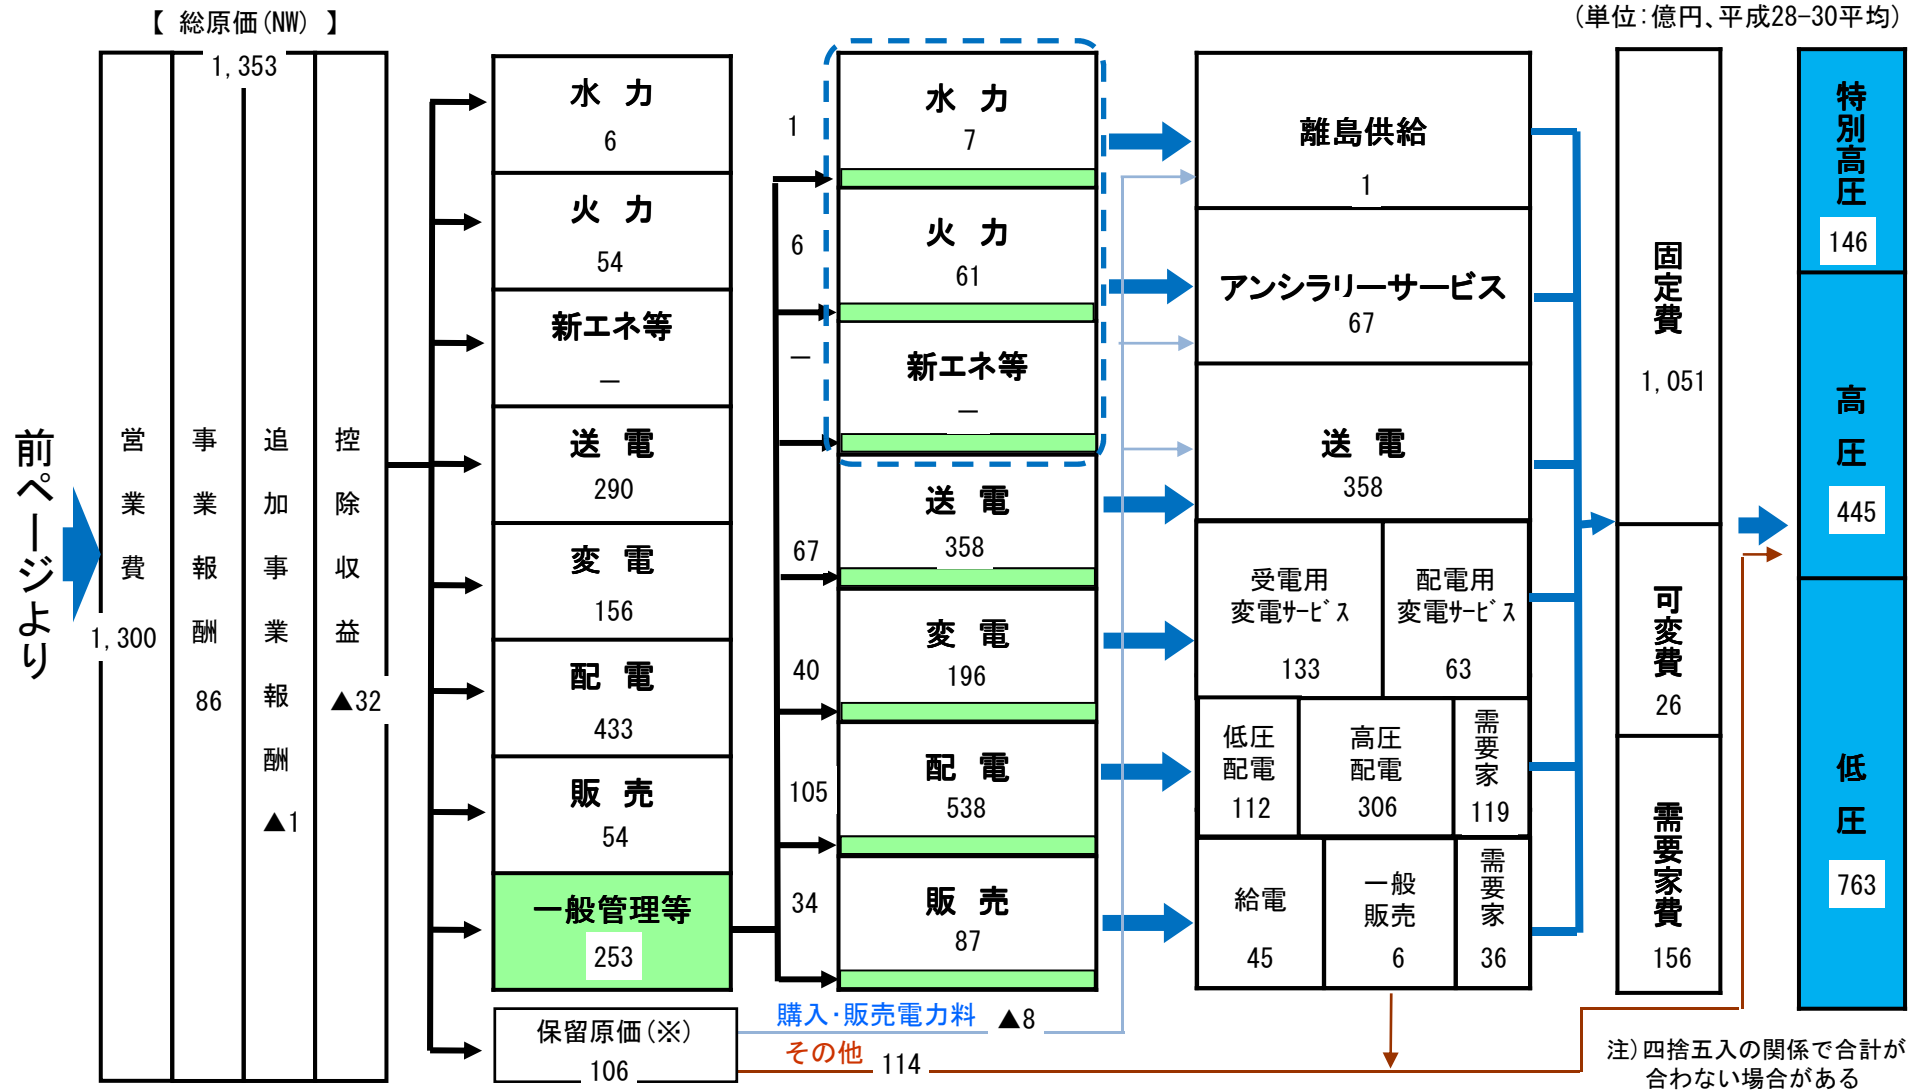 【 総原価(NW) 】
(単位:億円、平成28-30平均)
前ページより
1,353
営業費
1,300
事業報酬
86
追加事業報酬
▲1
控除収益
▲32
水 力
6
火 力
54
新エネ等
－
送 電
290
変 電
156
配 電
433
販 売
54
一般管理等
253
保留原価(※)
106
1
6
－
67
40
105
34
水 力
7
火 力
61
新エネ等
－
送 電
358
変 電
196
配 電
538
販 売
87
購入・販売電力料 ▲8
その他 114
離島供給
1
アンシラリーサービス
67
送 電
358
受電用
変電ｻｰﾋﾞｽ
133
配電用
変電ｻｰﾋﾞｽ
63
低圧
配電
112
高圧
配電
306
需要家
119
給電
45
一般
販売
6
需要家
36
固定費
1,051
可変費
26
需要家費
156
特別高圧
146
高圧
445
低圧
763
注)四捨五入の関係で合計が
合わない場合がある